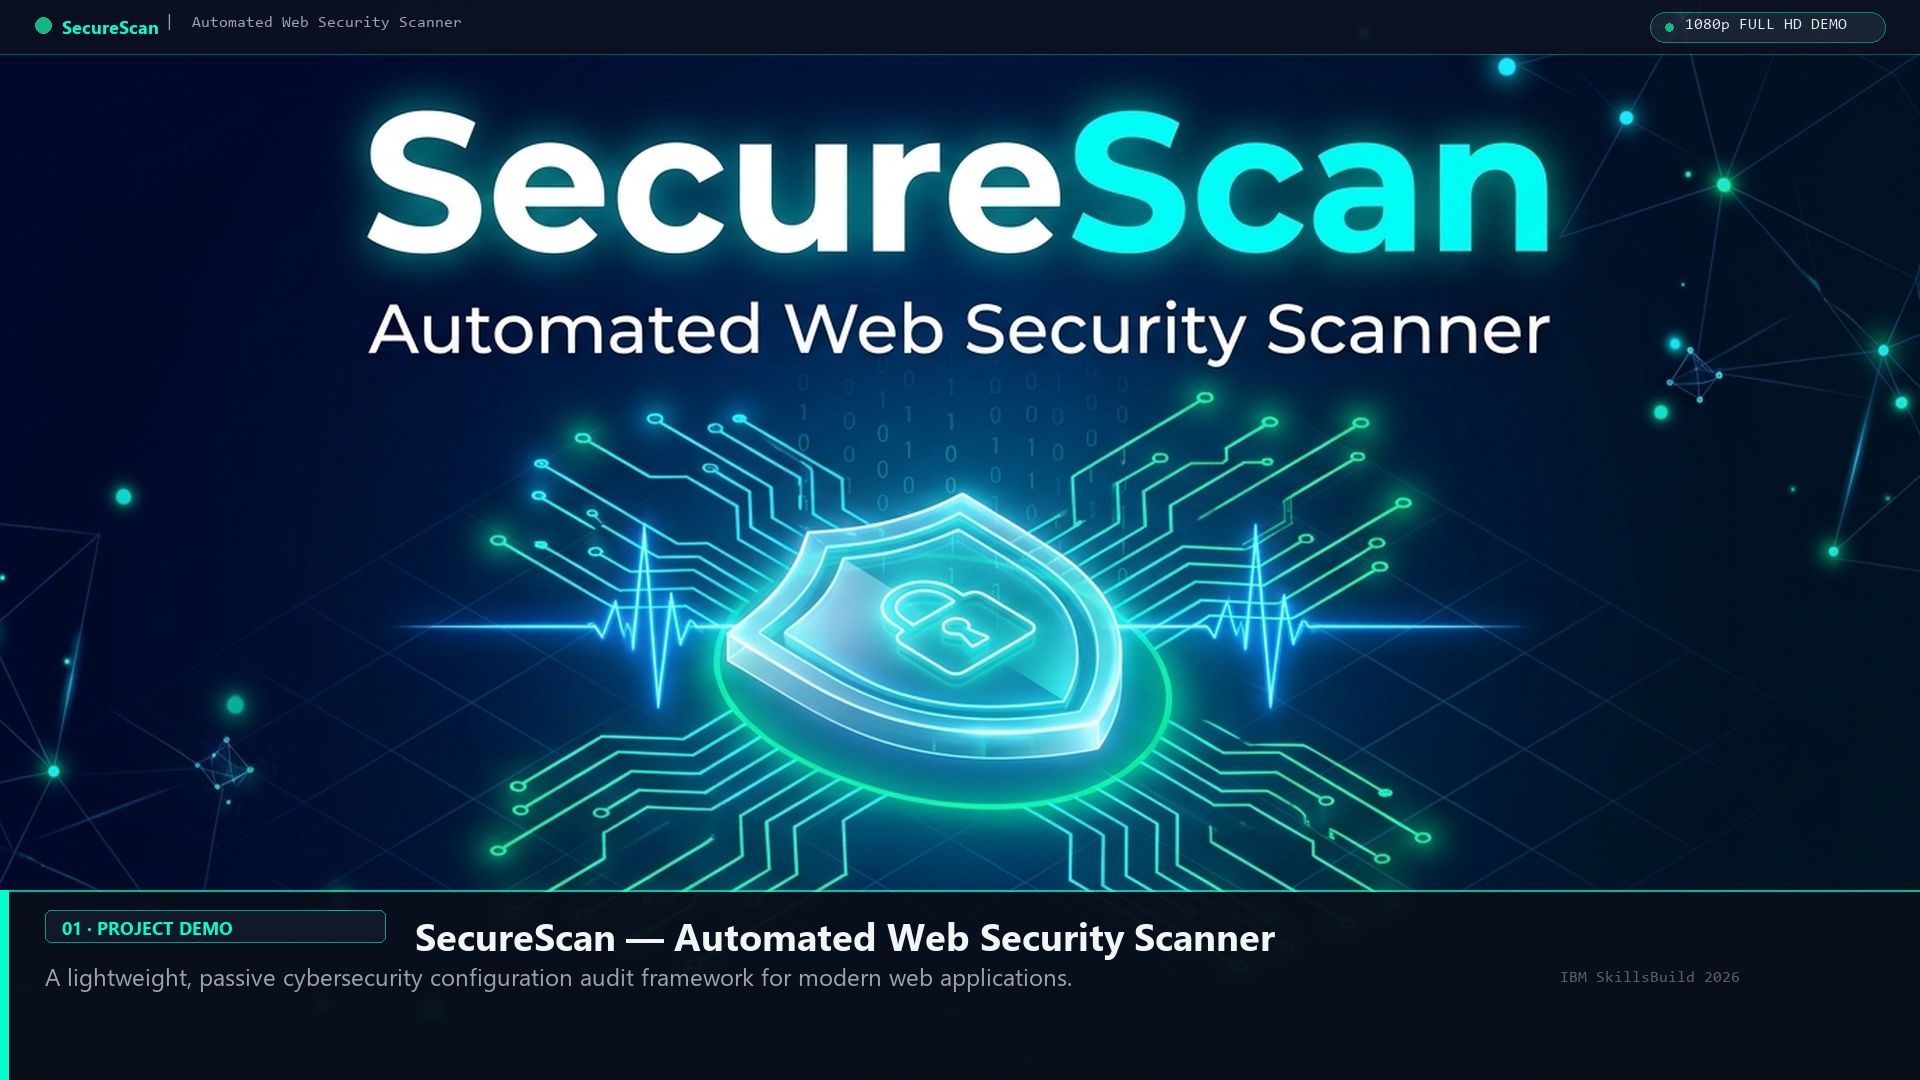 SecureScan | Automated Web Security Scanner
1080p FULL HD DEMO
SecureScan
Automated Web Security Scanner
01 · PROJECT DEMO
SecureScan — Automated Web Security Scanner
A lightweight, passive cybersecurity configuration audit framework for modern web applications.
IBM SkillsBuild 2026